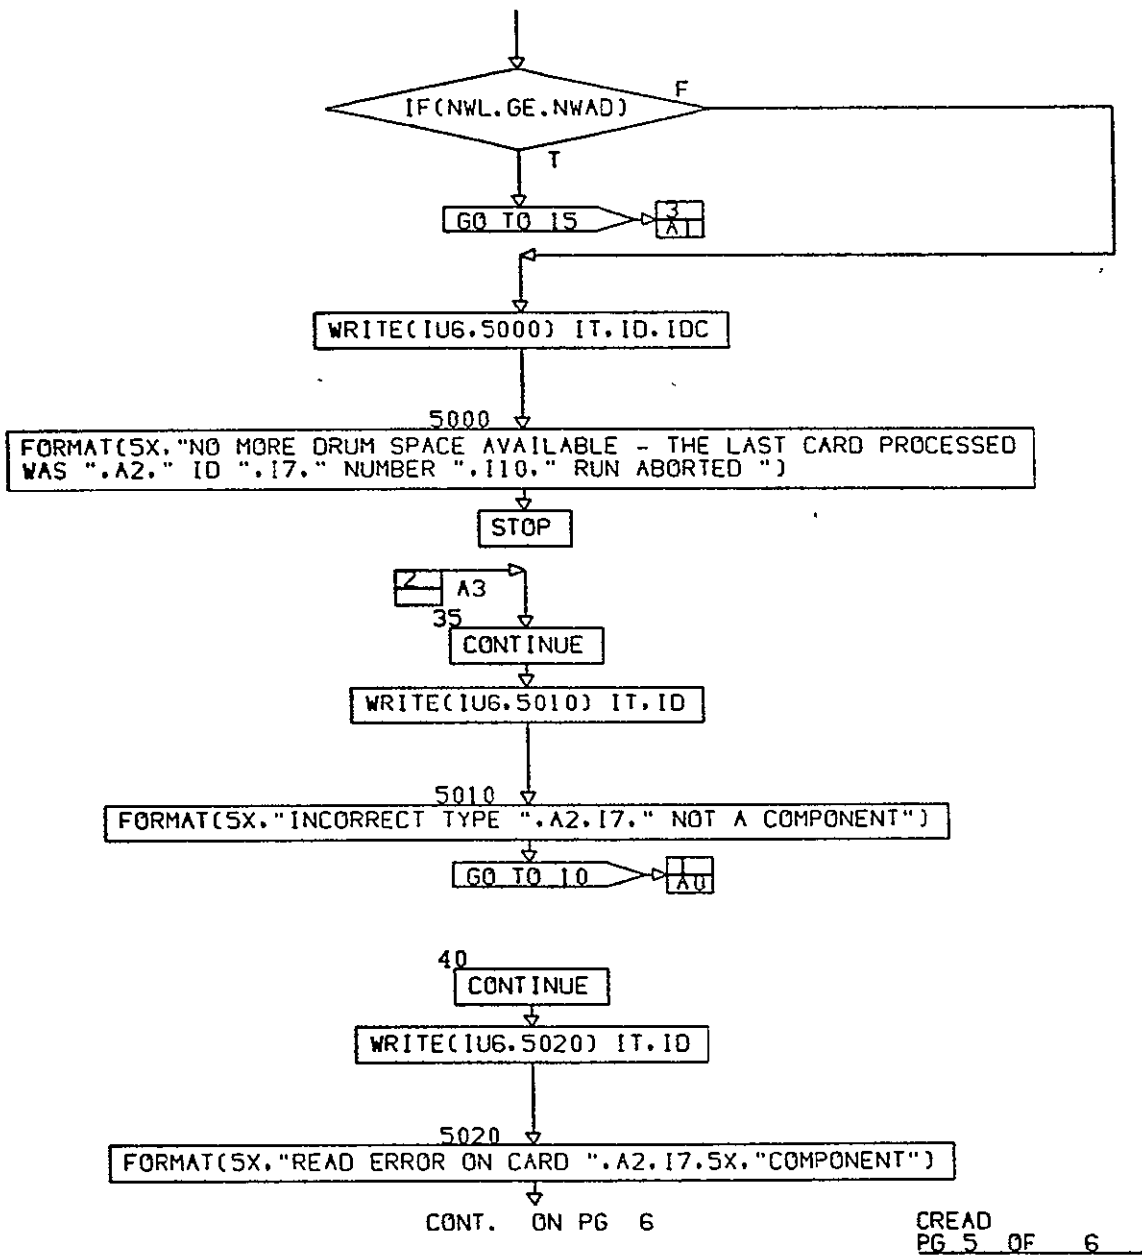 IF(NWL.GE.NWAD)
F
T
GO TO 15
3
A1
WRITE(IU6.5000) IT.ID.IDC
5000
FORMAT(5X."NO MORE DRUM SPACE AVAILABLE - THE LAST CARD PROCESSED
WAS ".A2." ID ".I7." NUMBER ".I10." RUN ABORTED ")
STOP
2
A3
35
CONTINUE
WRITE(IU6.5010) IT.ID
5010
FORMAT(5X."INCORRECT TYPE ".A2.I7." NOT A COMPONENT")
GO TO 10
1
A0
40
CONTINUE
WRITE(IU6.5020) IT.ID
5020
FORMAT(5X."READ ERROR ON CARD ".A2.I7.5X."COMPONENT")
CONT. ON PG 6
CREAD
PG 5 OF 6